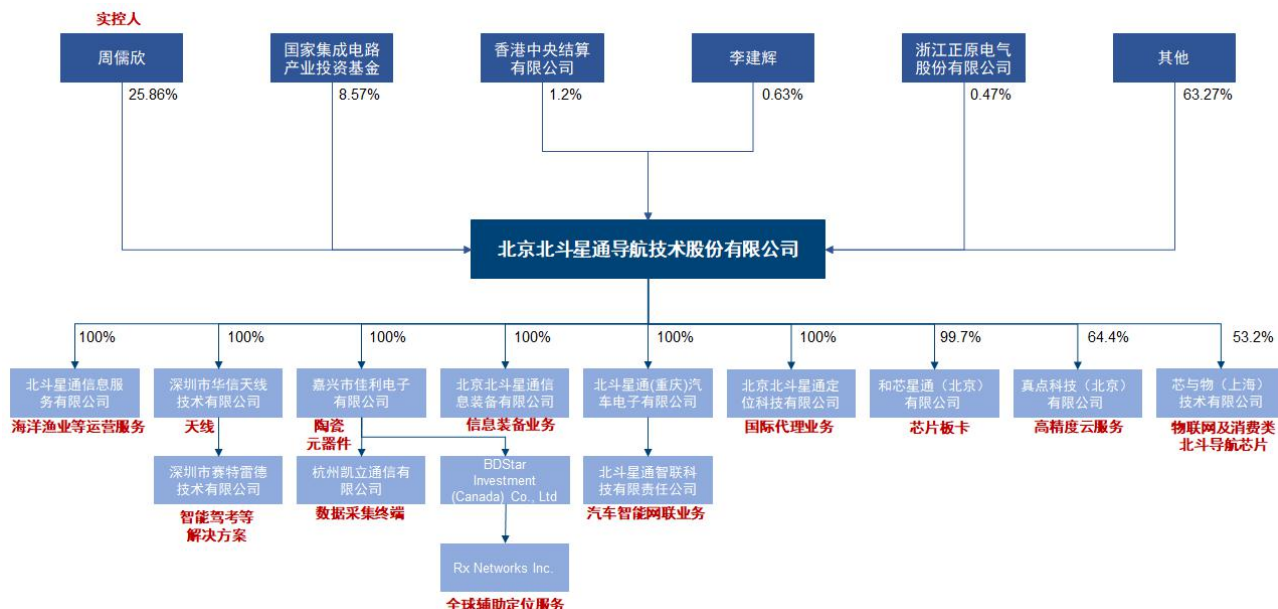 实控人
周儒欣
国家集成电路
产业投资基金
香港中央结算
有限公司
李建辉
浙江正原电气
股份有限公司
其他
25.86%
8.57%
1.2%
0.63%
0.47%
63.27%
北京北斗星通导航技术股份有限公司
100%
100%
100%
100%
100%
100%
99.7%
64.4%
53.2%
北斗星通信息服
务有限公司
海洋渔业等运营服务
深圳市华信天线
技术有限公司
天线
嘉兴市佳利电子
有限公司
陶瓷
元器件
北京北斗星通信
息装备有限公司
信息装备业务
北斗星通(重庆)汽
车电子有限公司
北京北斗星通定
位科技有限公司
国际代理业务
和芯星通（北京）
有限公司
芯片板卡
真点科技（北京）
有限公司
高精度云服务
芯与物（上海）
技术有限公司
物联网及消费类
北斗导航芯片
深圳市赛特雷德
技术有限公司
智能驾考等
解决方案
杭州凯立通信有
限公司
数据采集终端
BDStar
Investment
(Canada) Co., Ltd
北斗星通智联科
技有限责任公司
汽车智能网联业务
Rx Networks Inc.
全球辅助定位服务